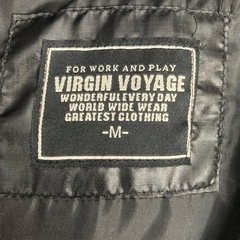 FOR WORK AND PLAY
VIRGIN VOYAGE
WONDERFUL EVERY DAY
WORLD WIDE WEAR
GREATEST CLOTHING
-M-